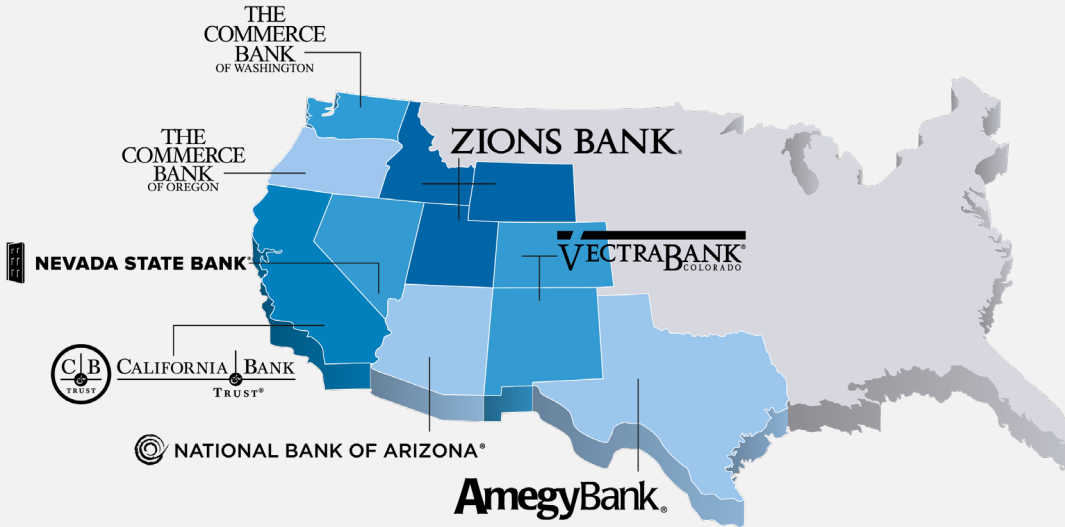 THE
COMMERCE
BANK
OF WASHINGTON
THE
COMMERCE
BANK
OF OREGON
ZIONS BANK®
VECTRABANK®
COLORADO
NEVADA STATE BANK®
C B
TRUST
CALIFORNIA BANK
TRUST®
NATIONAL BANK OF ARIZONA®
AmegyBank®